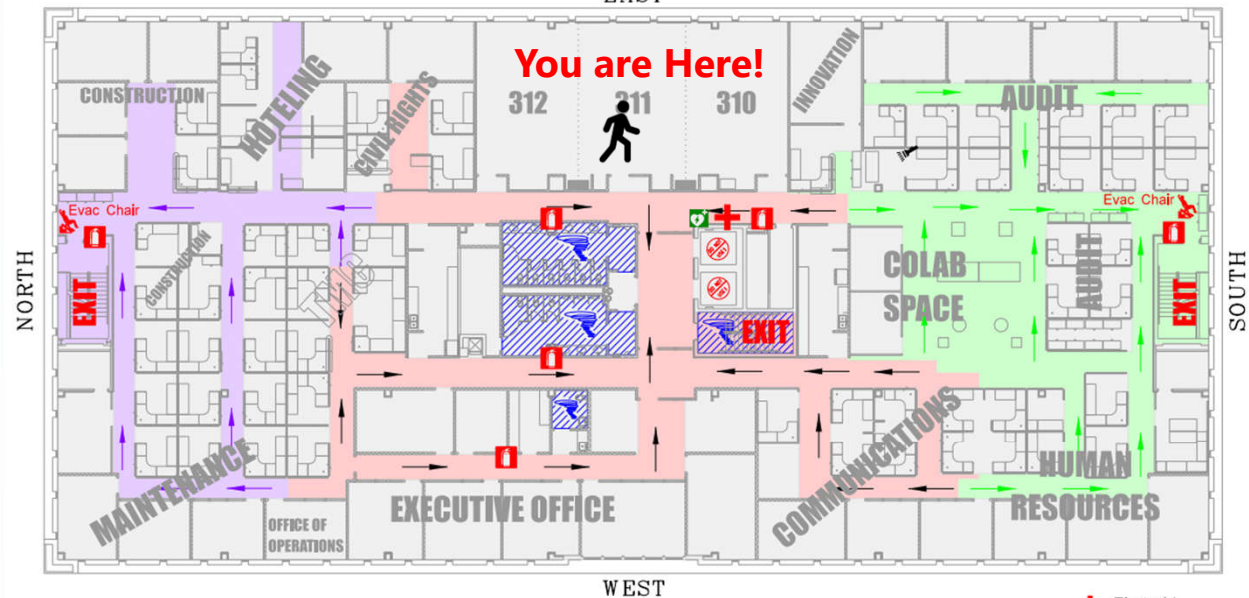 EAST
You are Here!
CONSTRUCTION
HOTELING
CIVIL RIGHTS
312
311
310
INNOVATION
AUDIT
Evac Chair
Evac Chair
CONSTRUCTION
NORTH
EXIT
COLAB
SPACE
AUDIT
EXIT
EXIT
SOUTH
MAINTENANCE
OFFICE OF
OPERATIONS
EXECUTIVE OFFICE
COMMUNICATIONS
HUMAN
RESOURCES
WEST